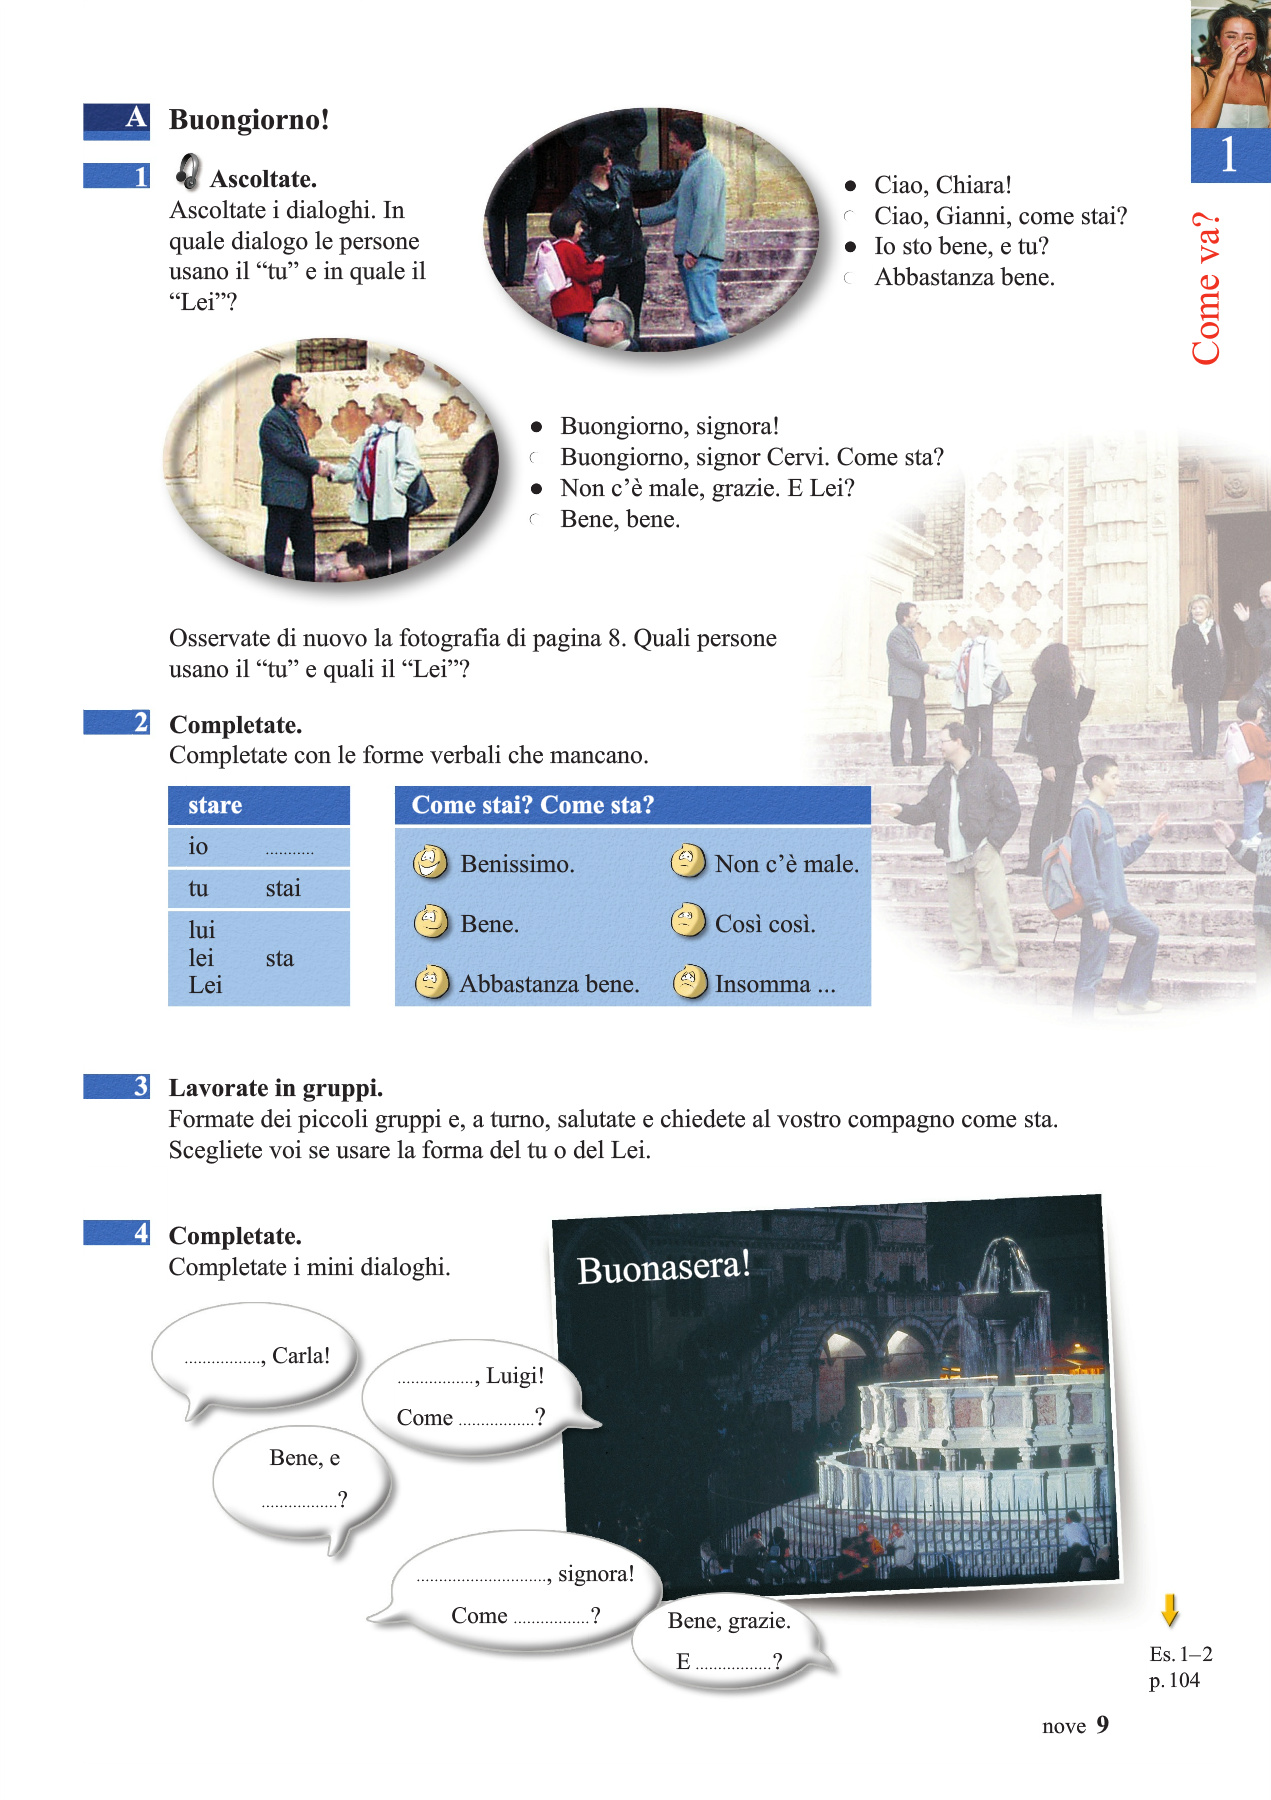 A Buongiorno!
1 Ascoltate.
Ascoltate i dialoghi. In
quale dialogo le persone
usano il “tu” e in quale il
“Lei”?
● Ciao, Chiara!
○ Ciao, Gianni, come stai?
● Io sto bene, e tu?
○ Abbastanza bene.
1
Come va?
● Buongiorno, signora!
○ Buongiorno, signor Cervi. Come sta?
● Non c’è male, grazie. E Lei?
○ Bene, bene.
Osservate di nuovo la fotografia di pagina 8. Quali persone
usano il “tu” e quali il “Lei”?
2 Completate.
Completate con le forme verbali che mancano.
stare
io ...........
tu stai
lui
lei sta
Lei
Come stai? Come sta?
Benissimo. Non c’è male.
Bene. Così così.
Abbastanza bene. Insomma ...
3 Lavorate in gruppi.
Formate dei piccoli gruppi e, a turno, salutate e chiedete al vostro compagno come sta.
Scegliete voi se usare la forma del tu o del Lei.
4 Completate.
Completate i mini dialoghi.
Buonasera!
................., Carla!
................., Luigi!
Come .................?
Bene, e
.................?
............................., signora!
Come .................?
Bene, grazie.
E .................?
Es. 1–2
p. 104
nove 9